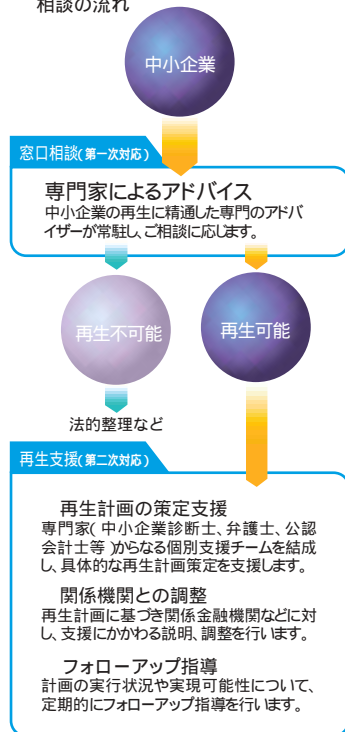 相談の流れ
中小企業
窓口相談(第一次対応)
専門家によるアドバイス
中小企業の再生に精通した専門のアドバ
イザーが常駐し、ご相談に応じます。
再生不可能
再生可能
法的整理など
再生支援(第二次対応)
再生計画の策定支援
専門家(中小企業診断士、弁護士、公認
会計士等)からなる個別支援チームを結成
し、具体的な再生計画策定を支援します。
関係機関との調整
再生計画に基づき関係金融機関などに対
し、支援にかかわる説明、調整を行います。
フォローアップ指導
計画の実行状況や実現可能性について、
定期的にフォローアップ指導を行います。